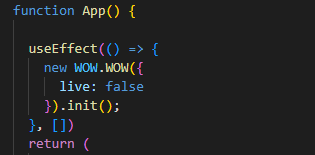 function App() {
useEffect(() => {
new WOW.WOW({
live: false
}).init();
}, [])
return (